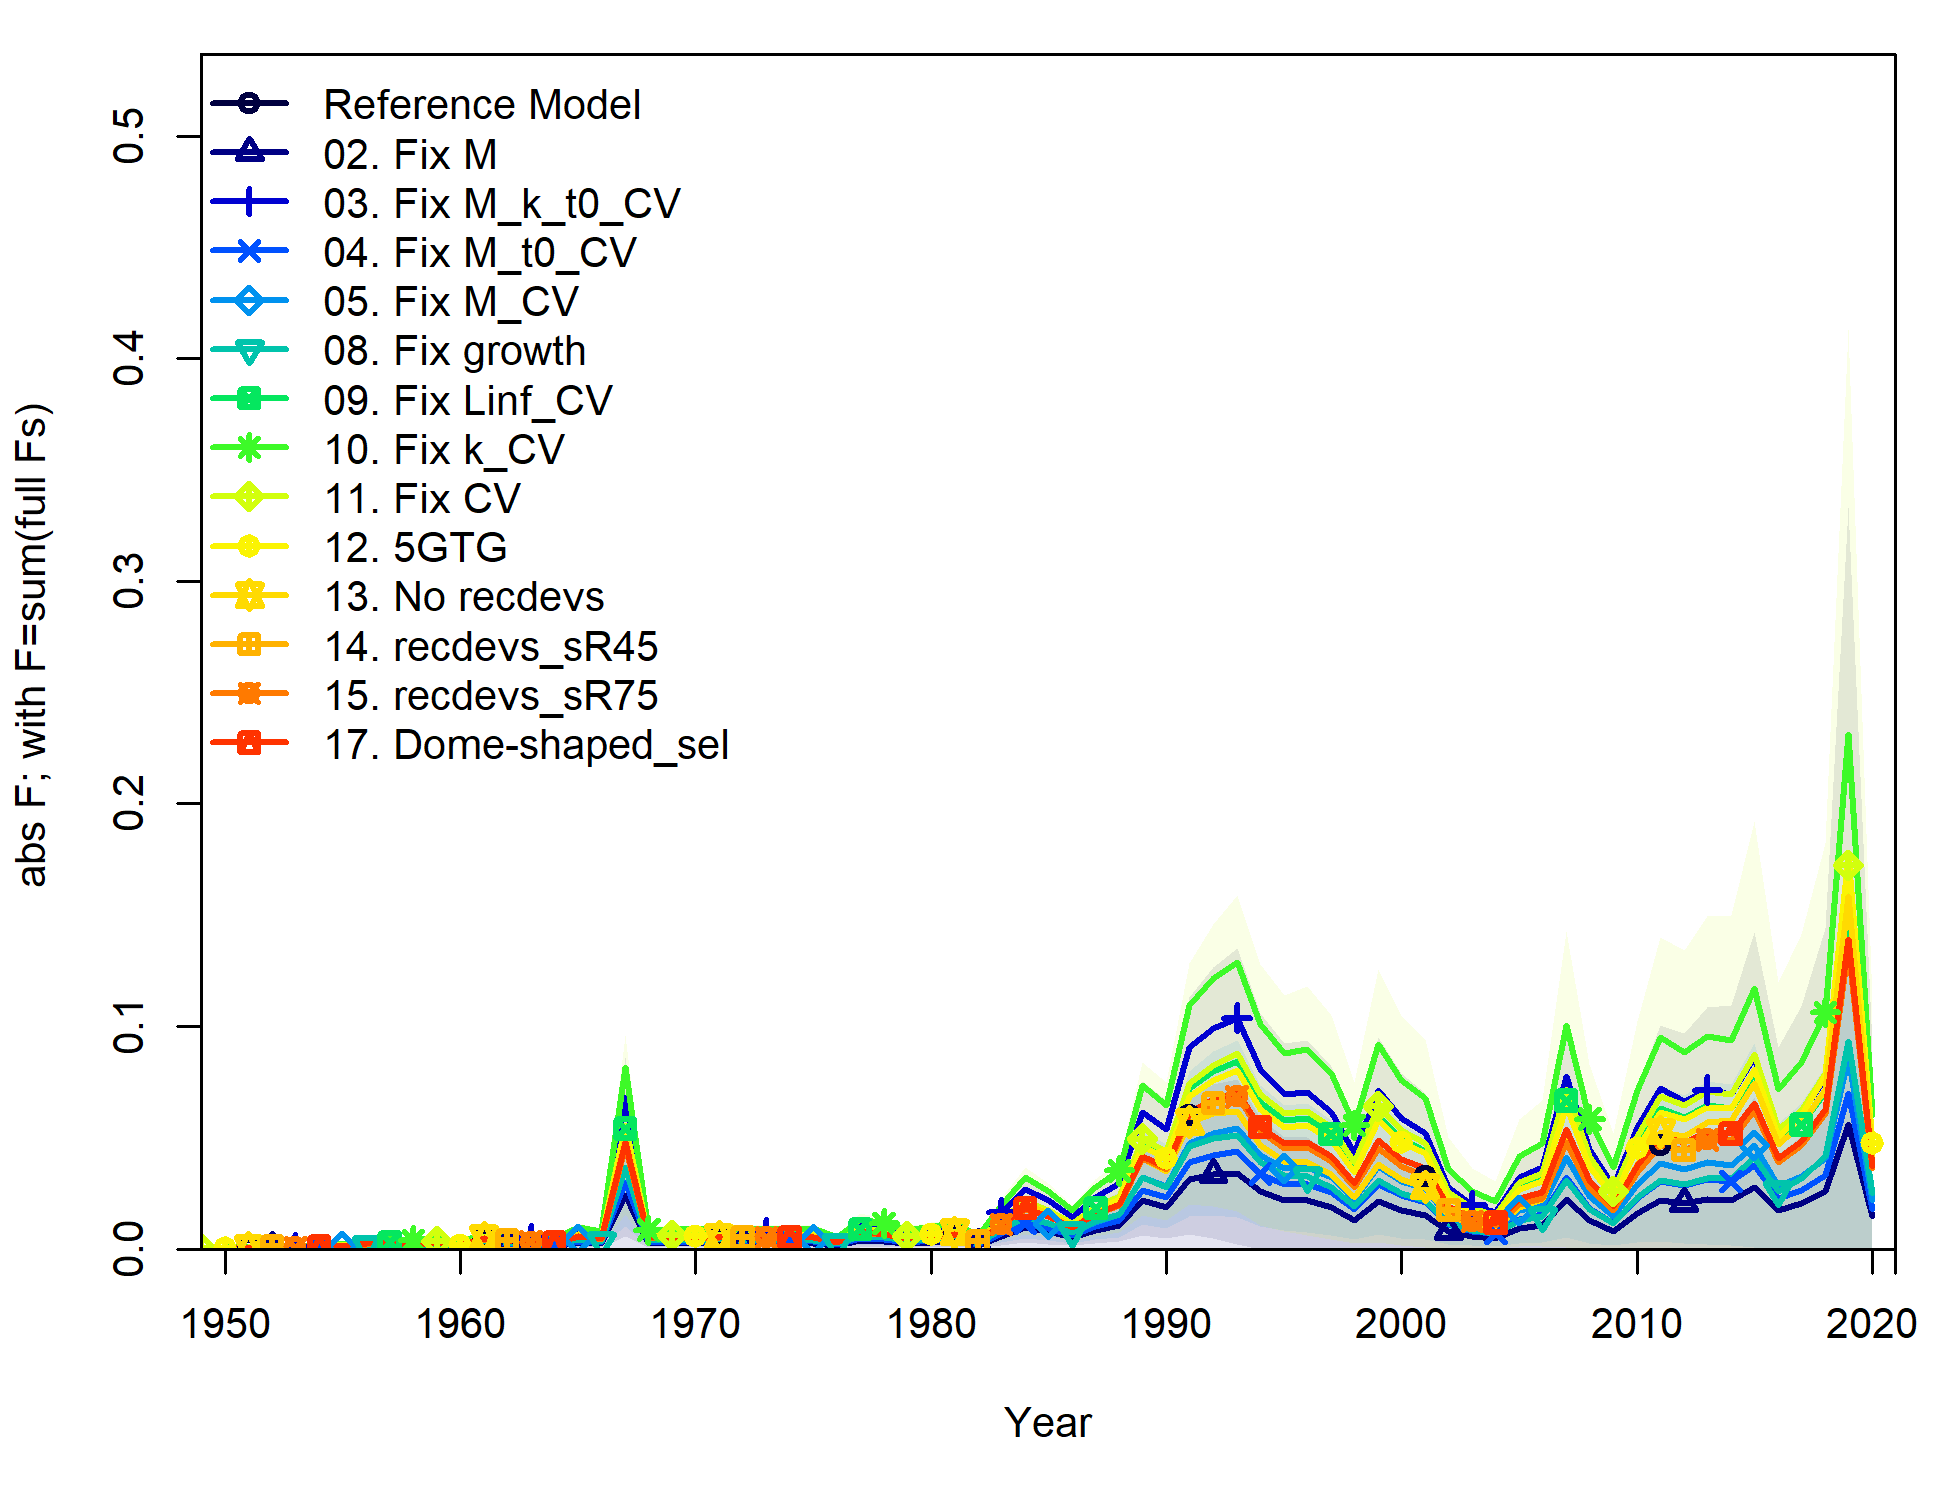 Reference Model
02. Fix M
03. Fix M_k_t0_CV
04. Fix M_t0_CV
05. Fix M_CV
08. Fix growth
09. Fix Linf_CV
10. Fix k_CV
11. Fix CV
12. 5GTG
13. No recdevs
14. recdevs_sR45
15. recdevs_sR75
17. Dome-shaped_sel
abs F; with F=sum(full Fs)
0.5
0.4
0.3
0.2
0.1
0.0
1950 1960 1970 1980 1990 2000 2010 2020
Year